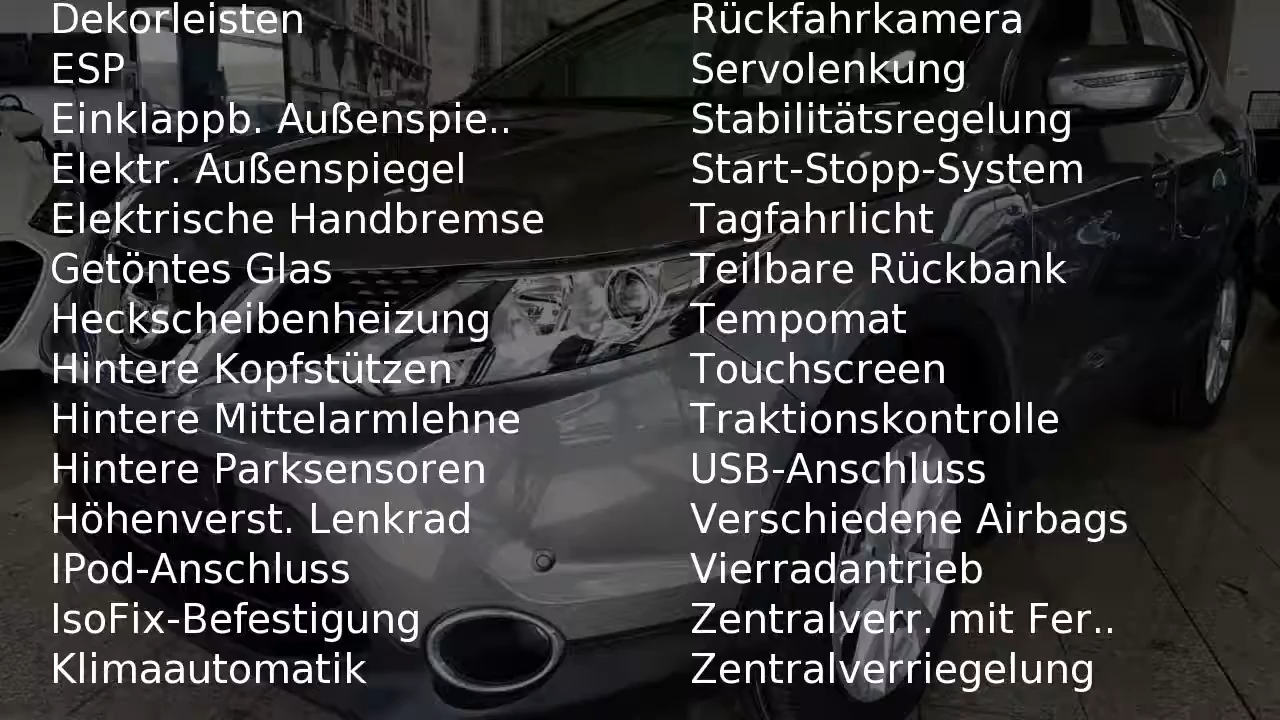 Dekorleisten
ESP
Einklappb. Außenspie..
Elektr. Außenspiegel
Elektrische Handbremse
Getöntes Glas
Heckscheibenheizung
Hintere Kopfstützen
Hintere Mittelarmlehne
Hintere Parksensoren
Höhenverst. Lenkrad
IPod-Anschluss
IsoFix-Befestigung
Klimaautomatik
Rückfahrkamera
Servolenkung
Stabilitätsregelung
Start-Stopp-System
Tagfahrlicht
Teilbare Rückbank
Tempomat
Touchscreen
Traktionskontrolle
USB-Anschluss
Verschiedene Airbags
Vierradantrieb
Zentralverr. mit Fer..
Zentralverriegelung